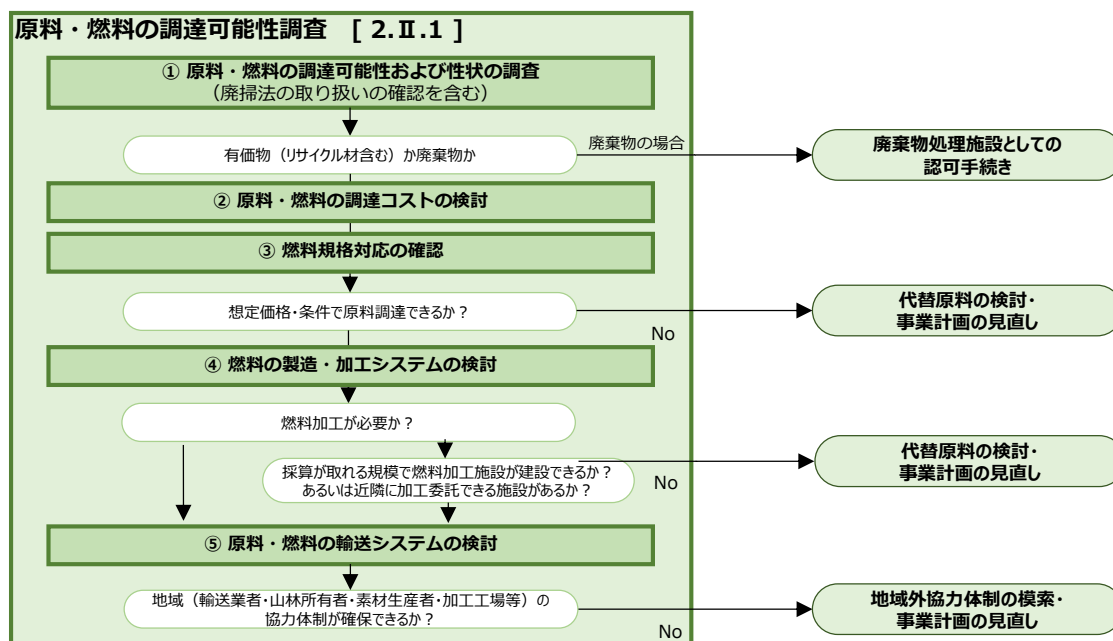 原料・燃料の調達可能性調査 [ 2.Ⅱ.1 ]
① 原料・燃料の調達可能性および性状の調査
（廃掃法の取り扱いの確認を含む）
有価物（リサイクル材含む）か廃棄物か
廃棄物の場合
廃棄物処理施設としての
認可手続き
② 原料・燃料の調達コストの検討
③ 燃料規格対応の確認
想定価格・条件で原料調達できるか？
No
代替原料の検討・
事業計画の見直し
④ 燃料の製造・加工システムの検討
燃料加工が必要か？
採算が取れる規模で燃料加工施設が建設できるか？
あるいは近隣に加工委託できる施設があるか？
No
代替原料の検討・
事業計画の見直し
⑤ 原料・燃料の輸送システムの検討
地域（輸送業者・山林所有者・素材生産者・加工工場等）の
協力体制が確保できるか？
No
地域外協力体制の模索・
事業計画の見直し